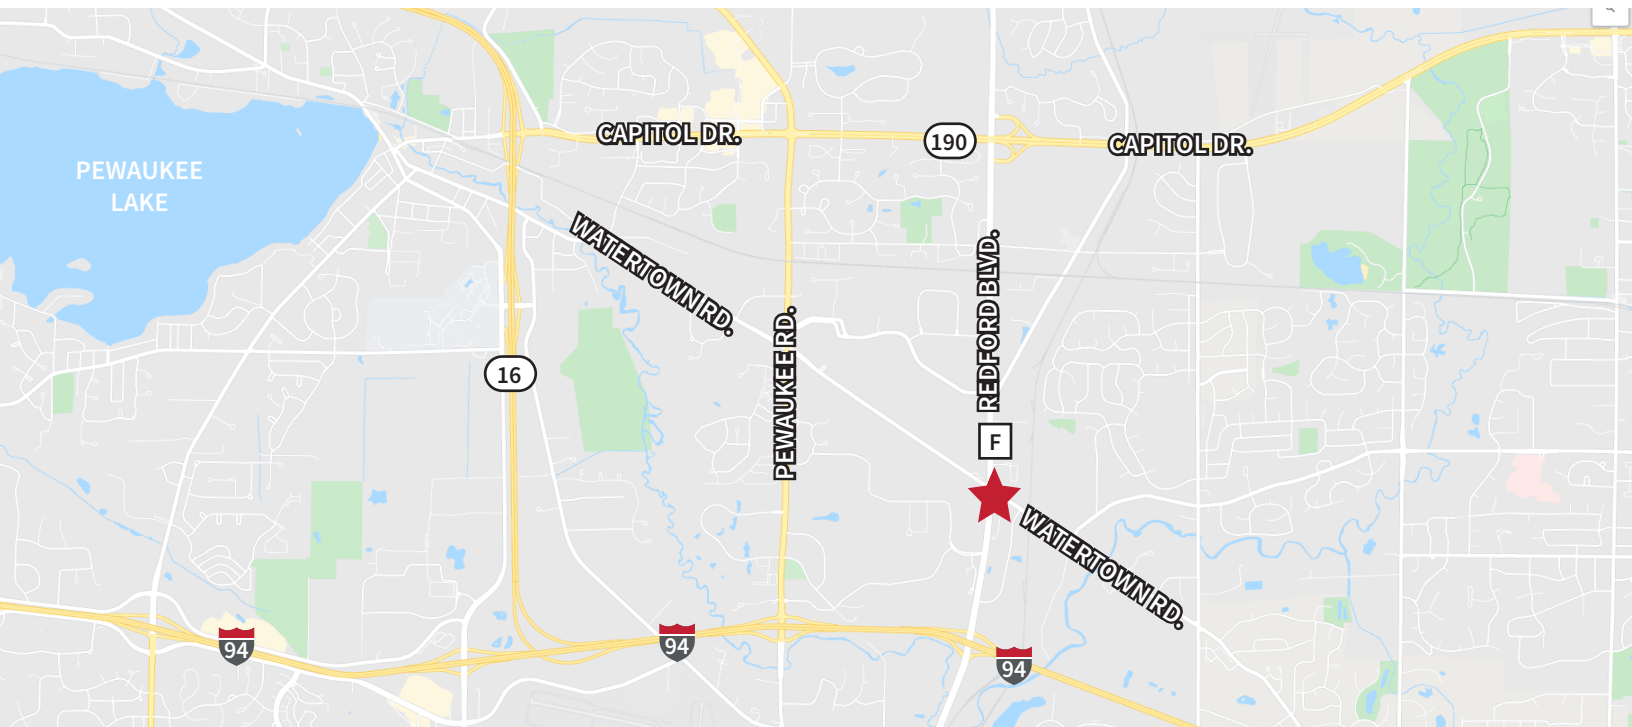 CAPITOL DR.
190
CAPITOL DR.
PEWAUKEE
LAKE
WATERTOWN RD.
REDFORD BLVD.
PEWAUKEE RD.
16
F
WATERTOWN RD.
94
94
94